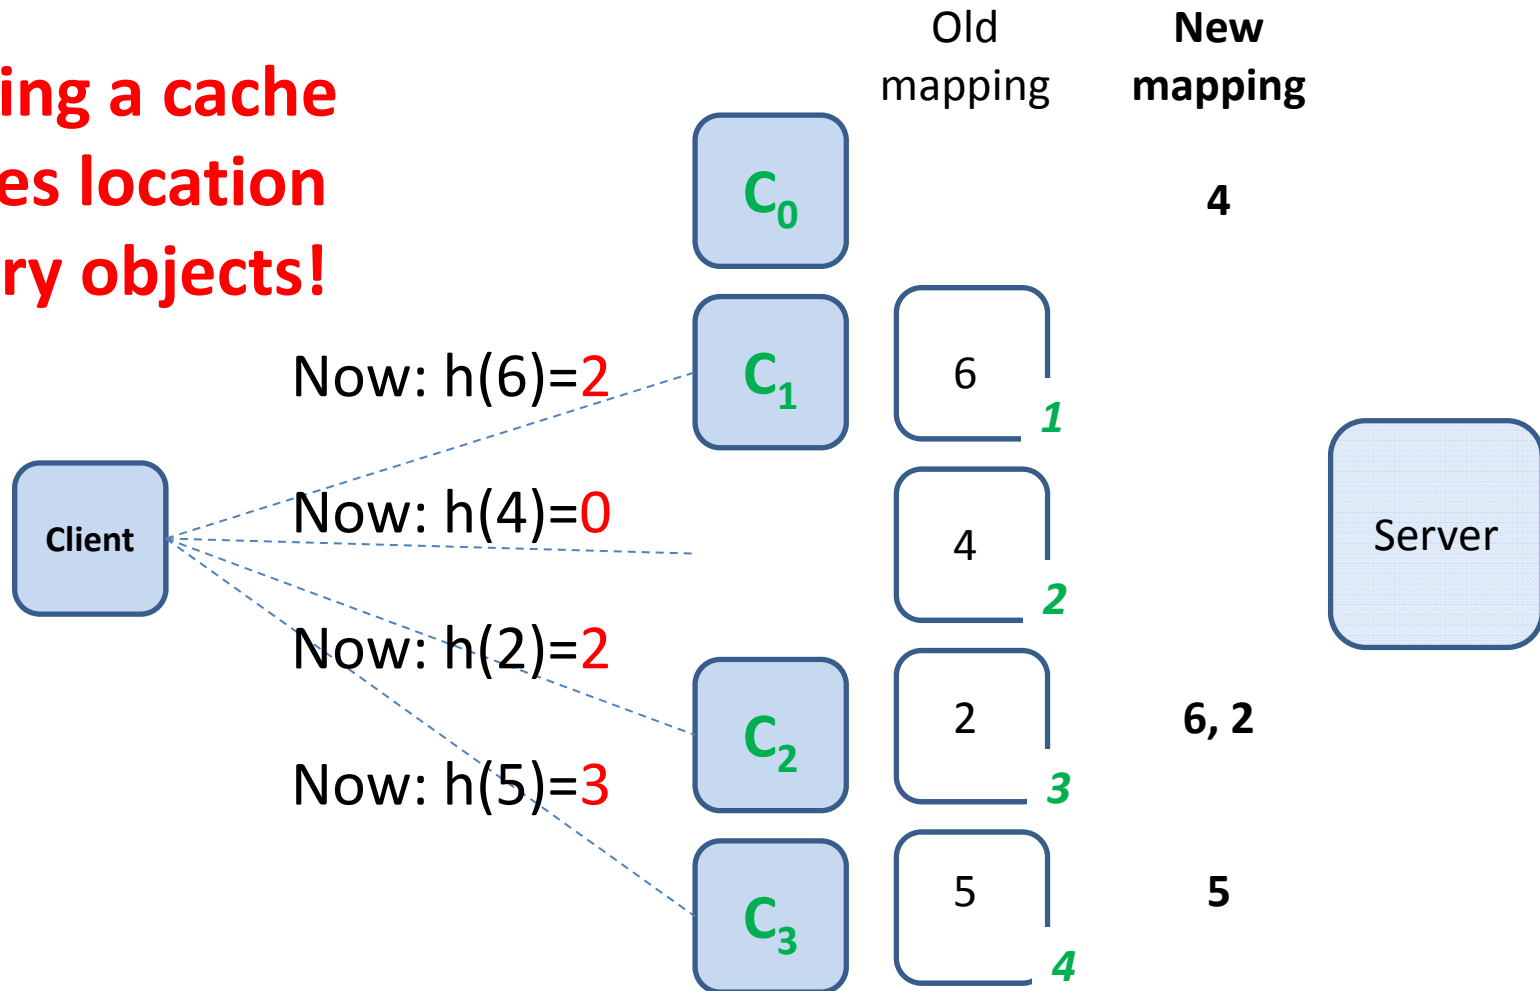 Old
mapping
New
mapping
ing a cache
es location
ry objects!
C0
4
Now: h(6)=2
C1
6
1
Client
Now: h(4)=0
4
2
Server
Now: h(2)=2
C2
2
3
6, 2
Now: h(5)=3
C3
5
4
5